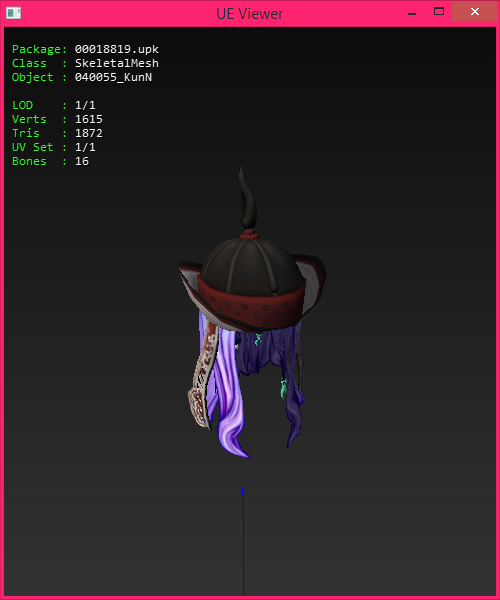 UE Viewer
Package: 00018819.upk
Class : SkeletalMesh
Object : 040055_KunN
LOD : 1/1
Verts : 1615
Tris : 1872
UV Set : 1/1
Bones : 16